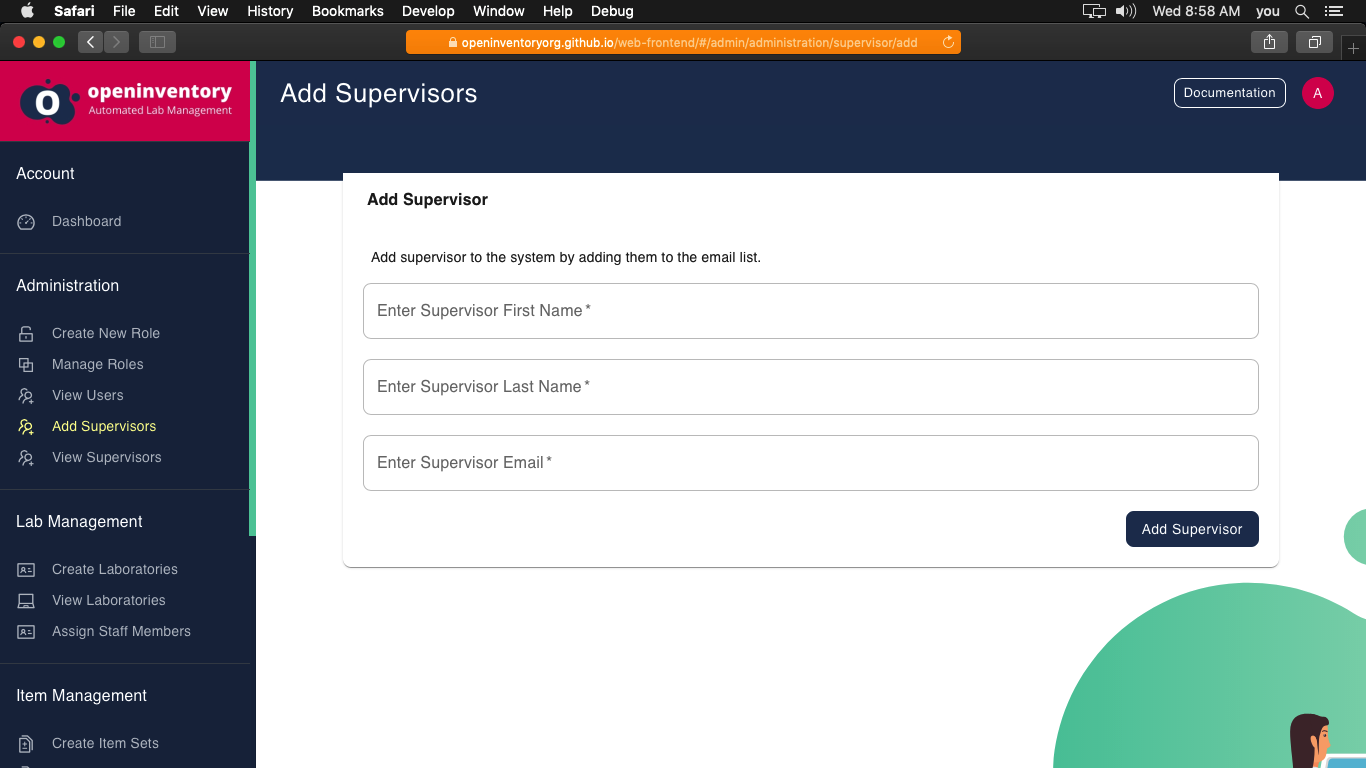 Safari File Edit View History Bookmarks Develop Window Help Debug Wed 8:58 AM you
openinventoryorg.github.io/web-frontend/#/admin/administration/supervisor/add
openinventory
Automated Lab Management
Add Supervisors
Documentation
A
Account
Dashboard
Administration
Create New Role
Manage Roles
View Users
Add Supervisors
View Supervisors
Lab Management
Create Laboratories
View Laboratories
Assign Staff Members
Item Management
Create Item Sets
Add Supervisor
Add supervisor to the system by adding them to the email list.
Enter Supervisor First Name *
Enter Supervisor Last Name *
Enter Supervisor Email *
Add Supervisor